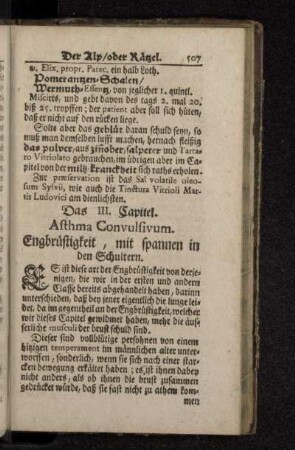 Der Alp/oder Rätzel. 507
&. Elix. propr. Parac. ein halb Loth.
Pomerantzen-Schalen/
Wermuth-Essentz, von jeglicher 1. quintl.
Misceirts, und gebt davon des tags 2. mal 20.
biß 25. tropffen; der patient aber soll sich hüten,
daß er nicht auf den rücken liege.
Solte aber das geblüt daran schuld seyn, so
muß man demselben lufft machen, hernach fleißig
das pulver, aus zinober, salpeter und Tartaro
Vitriolato gebrauchen, im übrigen aber im Ca-
pitel von der miltz-kranckheit sich raths erholen.
Zur præservation ist das Sal volatile oleo-
sum Sylvii, wie auch die Tinctura Vitrioli Mar-
tis Ludovici am dienlichsten.
Das III. Capitel.
Asthma Convulsivum.
Engbrüstigkeit, mit spannen in
den Schultern.
ES ist diese art der Engbrüstigkeit von derje-
nigen, die wir in der ersten und andern
Classe bereits abgehandelt haben, darinn
unterschieden, daß bey jener eigentlich die lunge lei-
det, da im gegentheil an der Engbrüstigkeit, welcher
wir dieses Capitel gewidmet haben, mehr die äus-
serliche musculi der brust schuld sind.
Dieser sind vollblütige persohnen von einem
hitzigen temperament im männlichen alter unter-
worffen, sonderlich, wenn sie sich nach einer star-
cken bewegung erkältet haben; es ist ihnen dabey
nicht anders, als ob ihnen die brust zusammen
gedrücket würde, daß sie fast nicht zu athem kom-
men